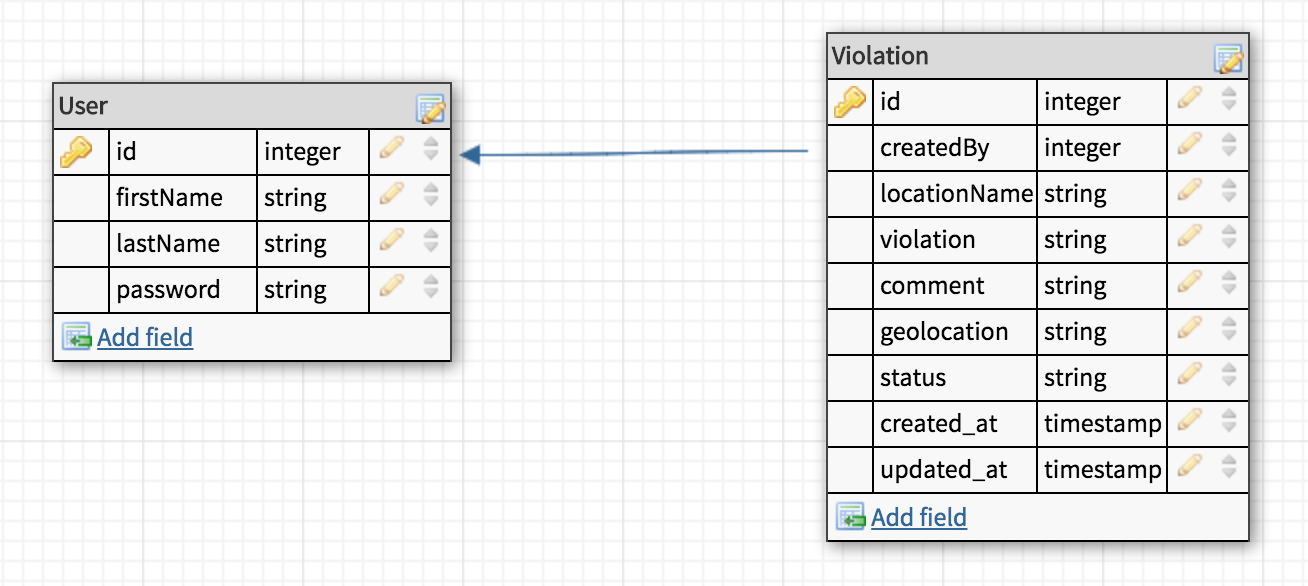 User
id integer
firstName string
lastName string
password string
Add field
Violation
id integer
createdBy integer
locationName string
violation string
comment string
geolocation string
status string
created_at timestamp
updated_at timestamp
Add field